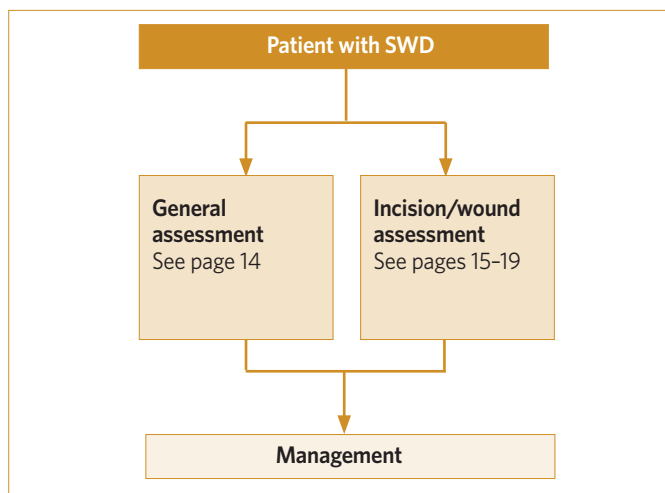 Patient with SWD
General
assessment
See page 14
Incision/wound
assessment
See pages 15–19
Management